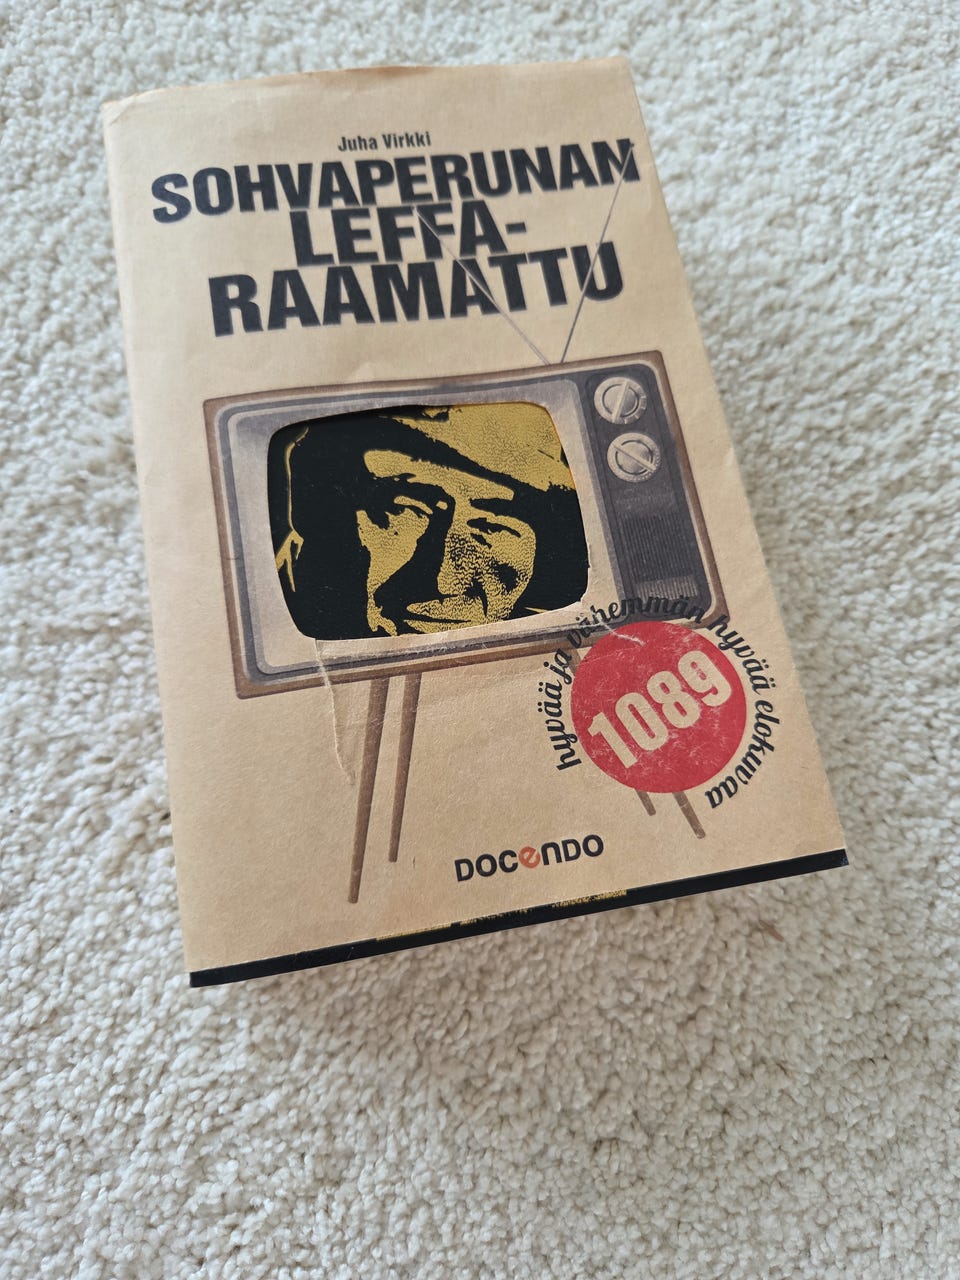 Juha Virkki
SOHVAPERUNAN
LEFFA-
RAAMATTU
hyvää ja vähemmän hyvää elokuvaa
1089
DOCENDO